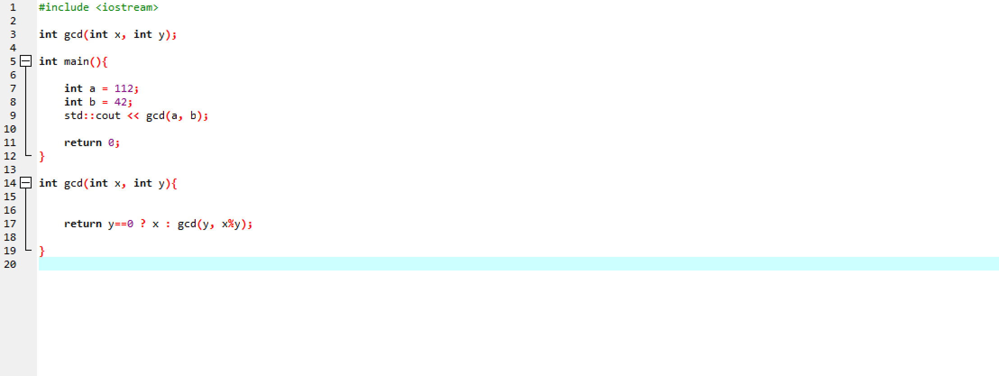 1 #include <iostream>
2
3 int gcd(int x, int y);
4
5 int main(){
6
7     int a = 112;
8     int b = 42;
9     std::cout << gcd(a, b);
10
11     return 0;
12 }
13
14 int gcd(int x, int y){
15
16
17     return y==0 ? x : gcd(y, x%y);
18
19 }
20